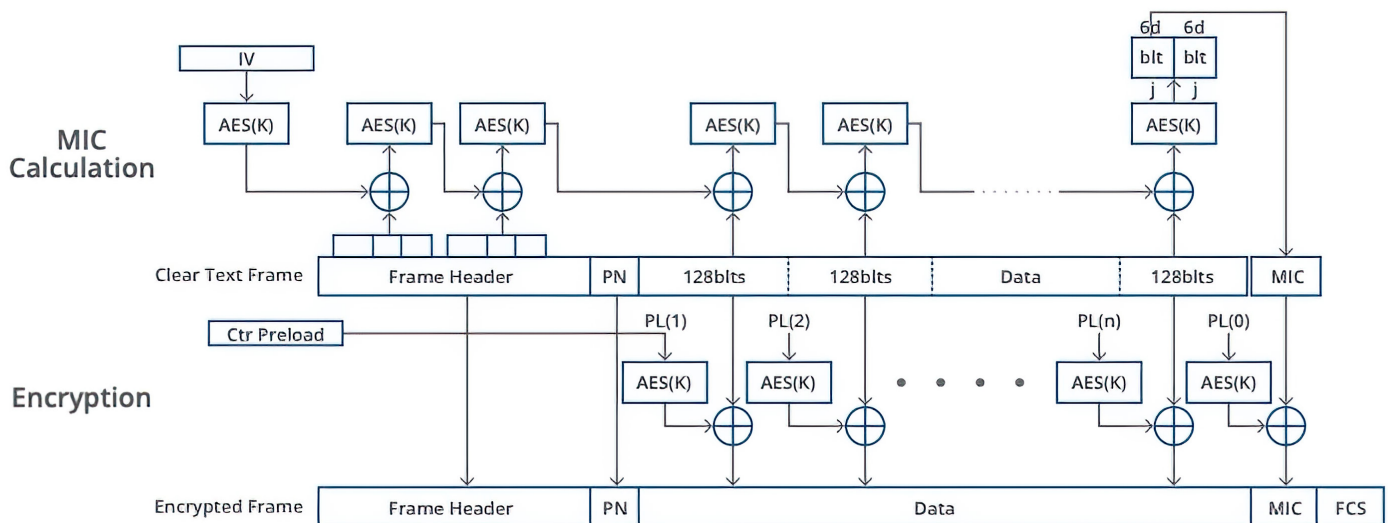 6d 6d
IV
blt blt
j j
AES(K) AES(K) AES(K) AES(K) AES(K) AES(K)
MIC
Calculation
Clear Text Frame Frame Header PN 128blts 128blts Data 128blts MIC
PL(1) PL(2) PL(n) PL(0)
Ctr Preload
AES(K) AES(K) AES(K) AES(K)
Encryption
Encrypted Frame Frame Header PN Data MIC FCS